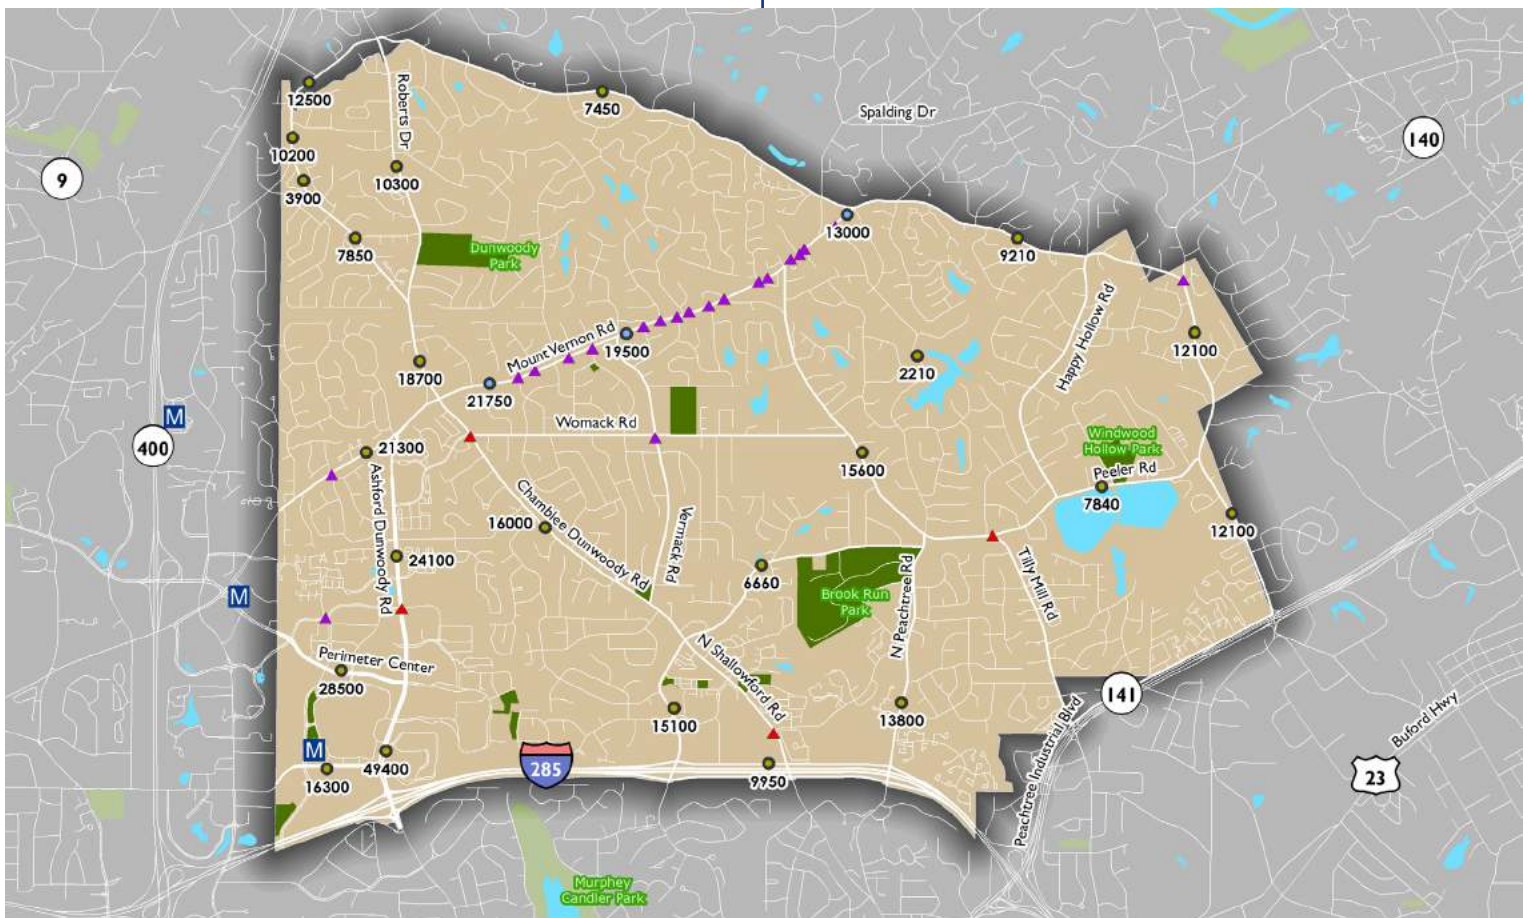 Roberts Dr
12500
7450
Spalding Dr
140
10200
9
3900
10300
13000
7850
Dunwoody
Park
9210
Happy Hollow Rd
Mount Vernon Rd
19500
12100
18700
2210
21750
M
Womack Rd
400
21300
Windwood
Hollow Park
15600
Peeler Rd
7840
Ashford Dunwoody Rd
Chamblee Dunwoody Rd
16000
Vermack Rd
12100
24100
6660
N Peachtree Rd
Tilly Mill Rd
M
Brook Run
Park
Perimeter Center
28500
N Shallowford Rd
141
15100
13800
Peachtree Industrial Blvd
Buford Hwy
M
49400
285
9950
16300
23
Murphey
Candler Park